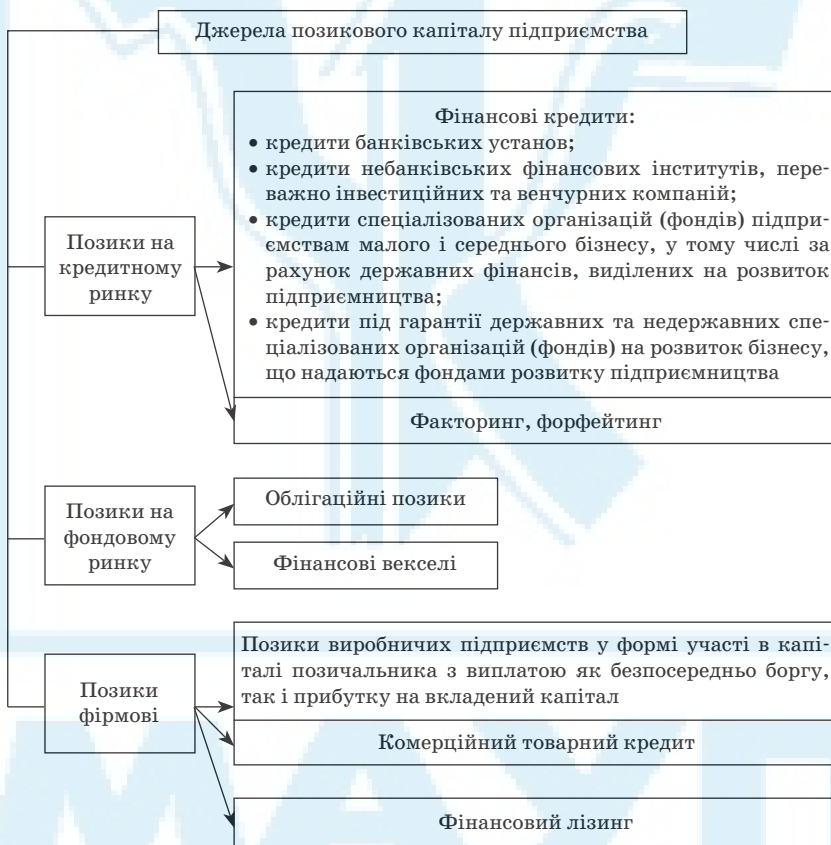 Джерела позикового капіталу підприємства
Фінансові кредити:
• кредити банківських установ;
• кредити небанківських фінансових інститутів, пере-
важно інвестиційних та венчурних компаній;
• кредити спеціалізованих організацій (фондів) підпри-
ємствам малого і середнього бізнесу, у тому числі за
рахунок державних фінансів, виділених на розвиток
підприємництва;
• кредити під гарантії державних та недержавних спе-
ціалізованих організацій (фондів) на розвиток бізнесу,
що надаються фондами розвитку підприємництва
Позики на
кредитному
ринку
Факторинг, форфейтинг
Позики на
фондовому
ринку
Облігаційні позики
Фінансові векселі
Позики
фірмові
Позики виробничих підприємств у формі участі в капі-
талі позичальника з виплатою як безпосередньо боргу,
так і прибутку на вкладений капітал
Комерційний товарний кредит
Фінансовий лізинг
МАУП